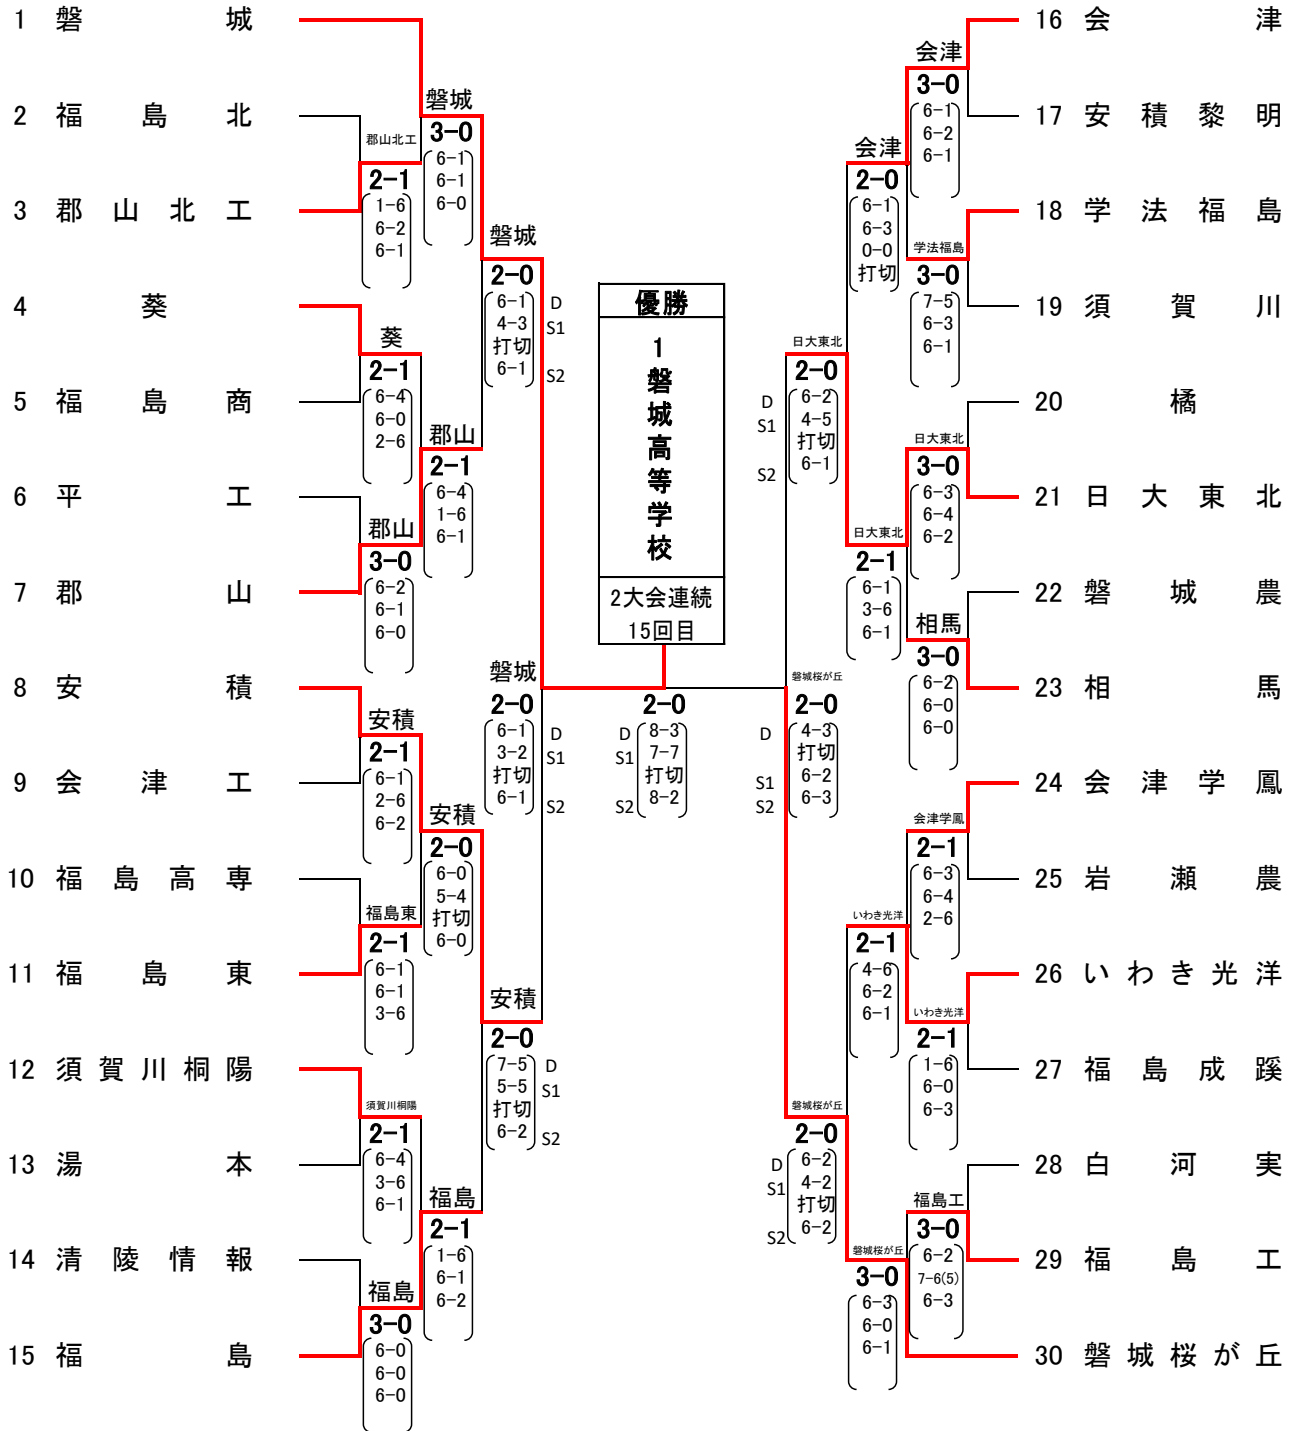 1 磐城
2 福島北
3 郡山北工
4 葵
5 福島商
6 平工
7 郡山
8 安積
9 会津工
10 福島高専
11 福島東
12 須賀川桐陽
13 湯本
14 清陵情報
15 福島
郡山北工
2-1
1-6
6-2
6-1
葵
2-1
6-4
6-0
2-6
郡山
3-0
6-2
6-1
6-0
安積
2-1
6-1
2-6
6-2
福島東
2-1
6-1
6-1
3-6
須賀川桐陽
2-1
6-4
3-6
6-1
福島
3-0
6-0
6-0
6-0
磐城
3-0
6-1
6-1
6-0
郡山
2-1
6-4
1-6
6-1
安積
2-0
6-0
5-4
打切
6-0
福島
2-1
1-6
6-1
6-2
磐城
2-0
6-1 D
4-3 S1
打切
6-1 S2
安積
2-0
7-5 D
5-5 S1
打切
6-2 S2
磐城
2-0
6-1 D
3-2 S1
打切
6-1 S2
優勝
1磐城高等学校
2大会連続
15回目
2-0
D 8-3
S1 7-7
打切
S2 8-2
磐城桜が丘
2-0
D 4-3
打切
S1 6-2
S2 6-3
日大東北
2-0
D 6-2
S1 4-5
打切
S2 6-1
磐城桜が丘
2-0
D 6-2
S1 4-2
打切
S2 6-2
会津
2-0
6-1
6-3
0-0
打切
日大東北
2-1
6-1
3-6
6-1
いわき光洋
2-1
4-6
6-2
6-1
磐城桜が丘
3-0
6-3
6-0
6-1
会津
3-0
6-1
6-2
6-1
学法福島
3-0
7-5
6-3
6-1
日大東北
3-0
6-3
6-4
6-2
相馬
3-0
6-2
6-0
6-0
会津学鳳
2-1
6-3
6-4
2-6
いわき光洋
2-1
1-6
6-0
6-3
福島工
3-0
6-2
7-6(5)
6-3
16 会津
17 安積黎明
18 学法福島
19 須賀川
20 橘
21 日大東北
22 磐城農
23 相馬
24 会津学鳳
25 岩瀬農
26 いわき光洋
27 福島成蹊
28 白河実
29 福島工
30 磐城桜が丘